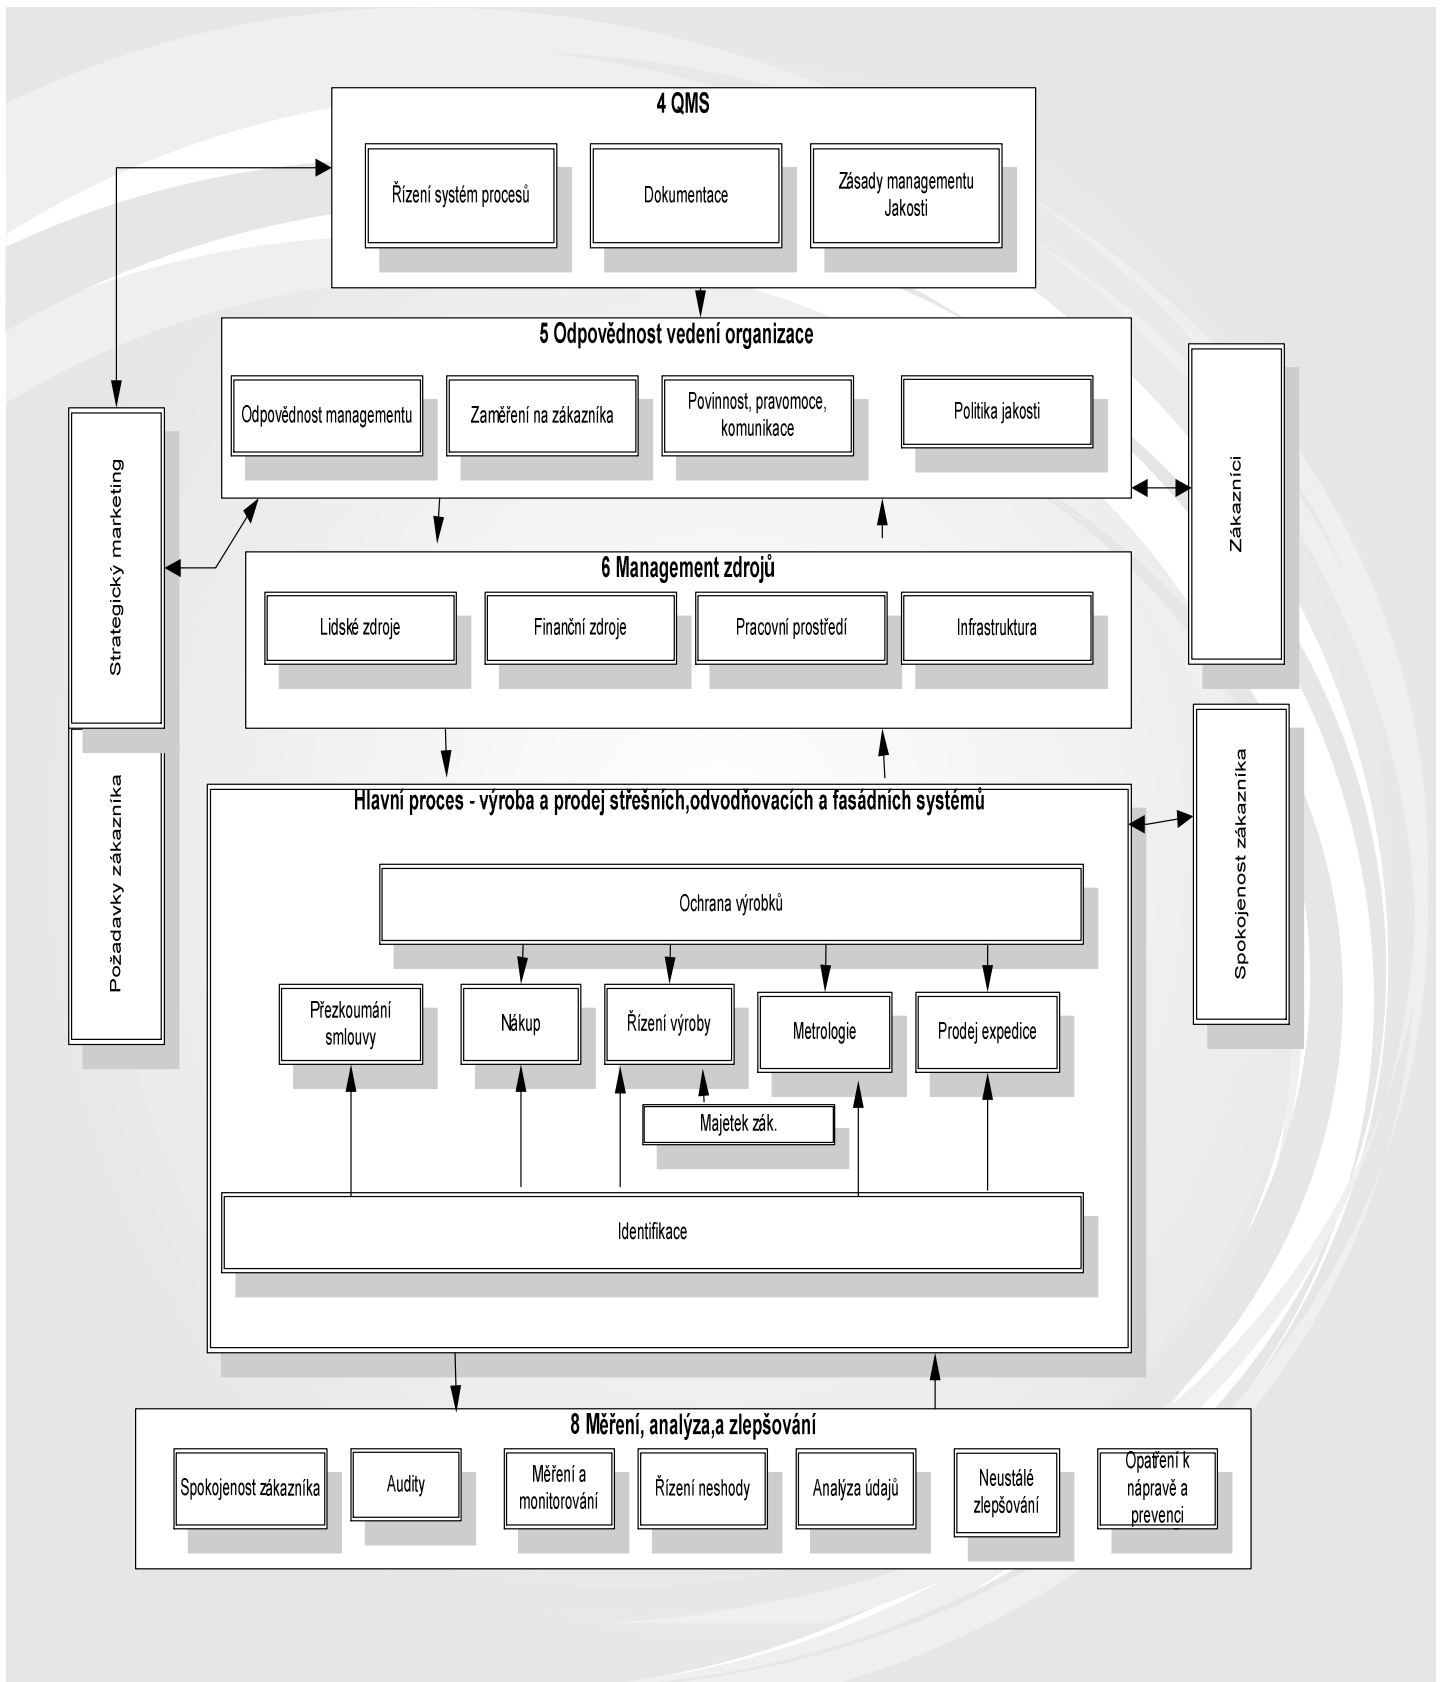 4 QMS
Řízení systém procesů
Dokumentace
Zásady managementu
Jakosti
5 Odpovědnost vedení organizace
Odpovědnost managementu
Zaměření na zákazníka
Povinnost, pravomoce,
komunikace
Politika jakosti
Strategický marketing
Zákazníci
6 Management zdrojů
Lidské zdroje
Finanční zdroje
Pracovní prostředí
Infrastruktura
Požadavky zákazníka
Spokojenost zákazníka
Hlavní proces - výroba a prodej střešních,odvodňovacích a fasádních systémů
Ochrana výrobků
Přezkoumání
smlouvy
Nákup
Řízení výroby
Metrologie
Prodej expedice
Majetek zák.
Identifikace
8 Měření, analýza,a zlepšování
Spokojenost zákazníka
Audity
Měření a
monitorování
Řízení neshody
Analýza údajů
Neustálé
zlepšování
Opatření k
nápravě a
prevenci